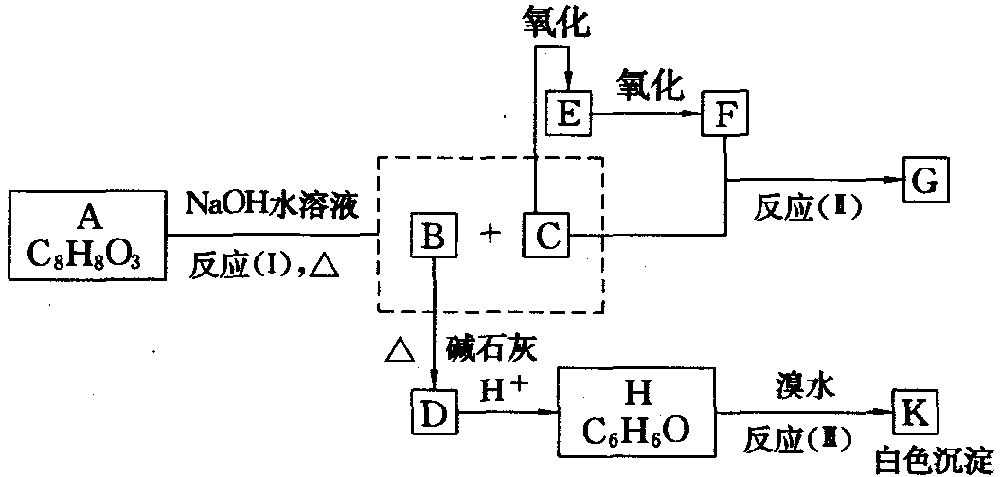 氧化
E
氧化
F
G
反应(Ⅱ)
A
C₈H₈O₃
NaOH水溶液
反应(Ⅰ),△
B + C
△ 碱石灰
D
H⁺
H
C₆H₆O
溴水
反应(Ⅲ)
K
白色沉淀